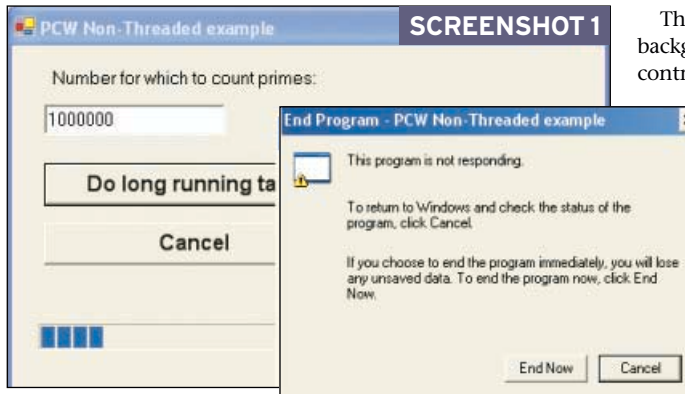 PCW Non-Threaded example
SCREENSHOT 1
Number for which to count primes:
1000000
Do long running ta
Cancel
End Program - PCW Non-Threaded example
This program is not responding.
To return to Windows and check the status of the
program, click Cancel.
If you choose to end the program immediately, you will lose
any unsaved data. To end the program now, click End
Now.
End Now
Cancel
Th
backg
contr